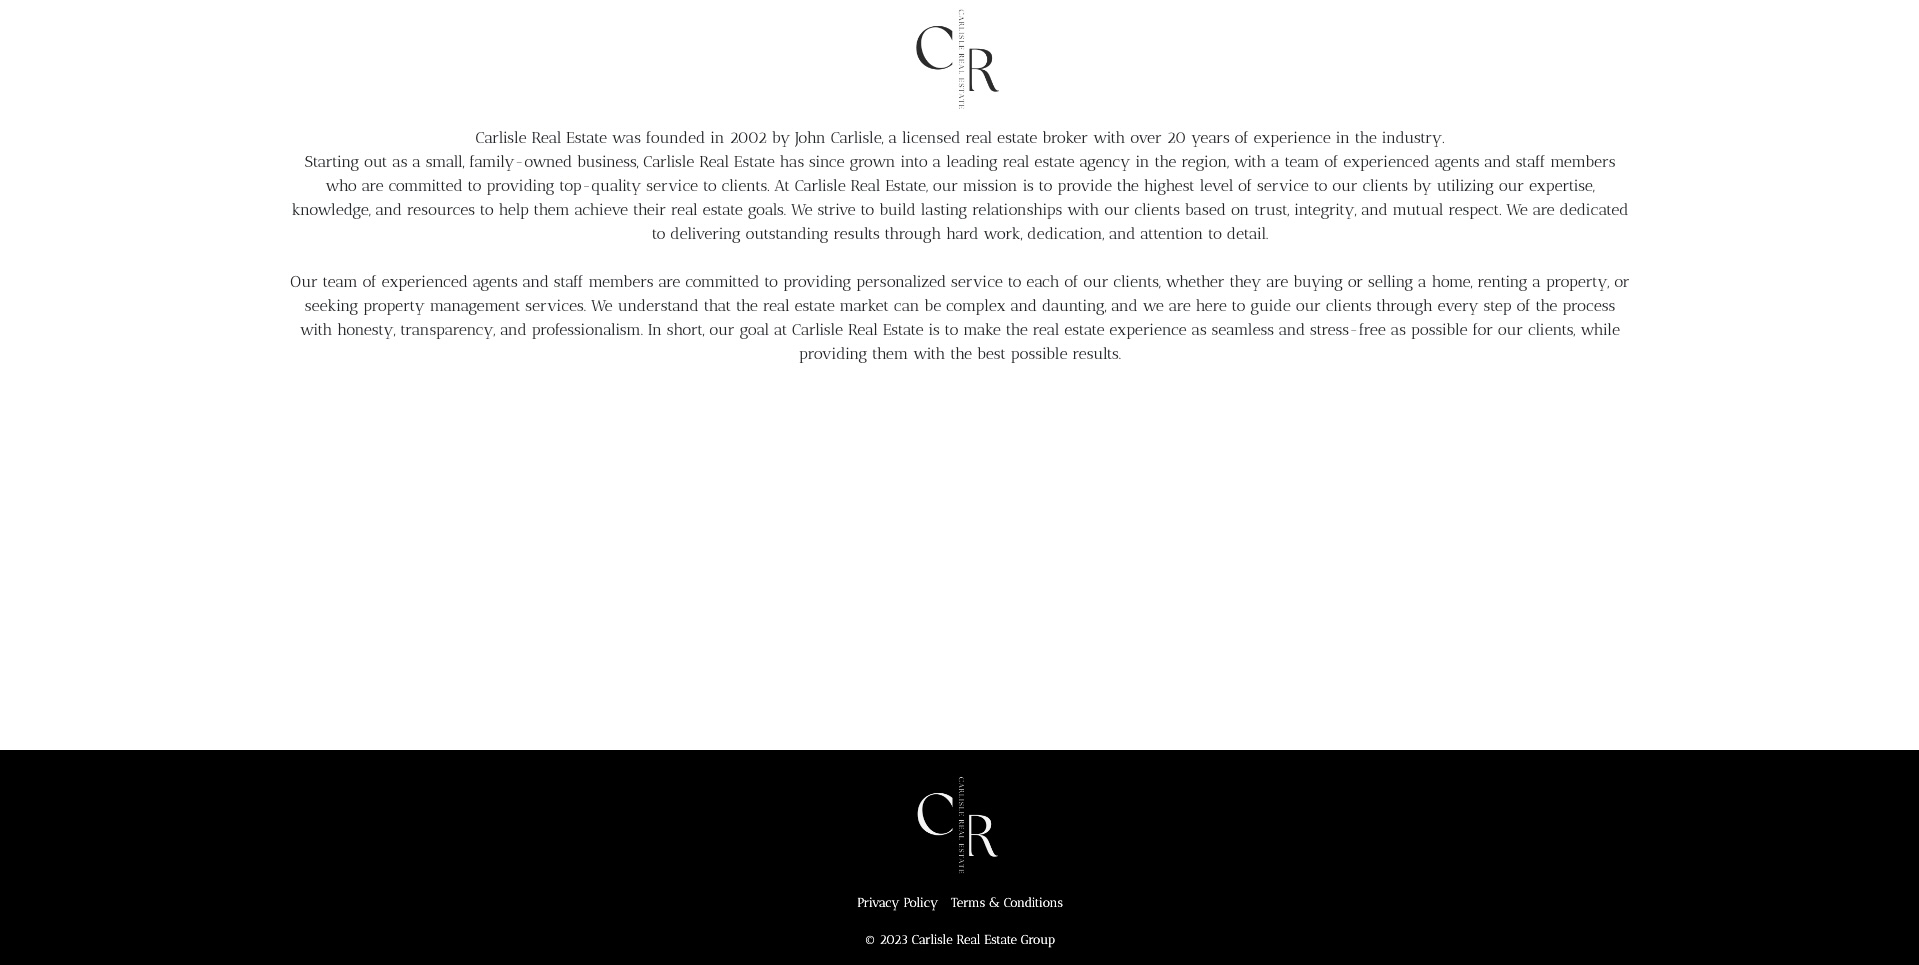 C
CARLISLE REAL ESTATE
R
Carlisle Real Estate was founded in 2002 by John Carlisle, a licensed real estate broker with over 20 years of experience in the industry.
Starting out as a small, family-owned business, Carlisle Real Estate has since grown into a leading real estate agency in the region, with a team of experienced agents and staff members
who are committed to providing top-quality service to clients. At Carlisle Real Estate, our mission is to provide the highest level of service to our clients by utilizing our expertise,
knowledge, and resources to help them achieve their real estate goals. We strive to build lasting relationships with our clients based on trust, integrity, and mutual respect. We are dedicated
to delivering outstanding results through hard work, dedication, and attention to detail.
Our team of experienced agents and staff members are committed to providing personalized service to each of our clients, whether they are buying or selling a home, renting a property, or
seeking property management services. We understand that the real estate market can be complex and daunting, and we are here to guide our clients through every step of the process
with honesty, transparency, and professionalism. In short, our goal at Carlisle Real Estate is to make the real estate experience as seamless and stress-free as possible for our clients, while
providing them with the best possible results.
C
CARLISLE REAL ESTATE
R
Privacy Policy Terms & Conditions
© 2023 Carlisle Real Estate Group